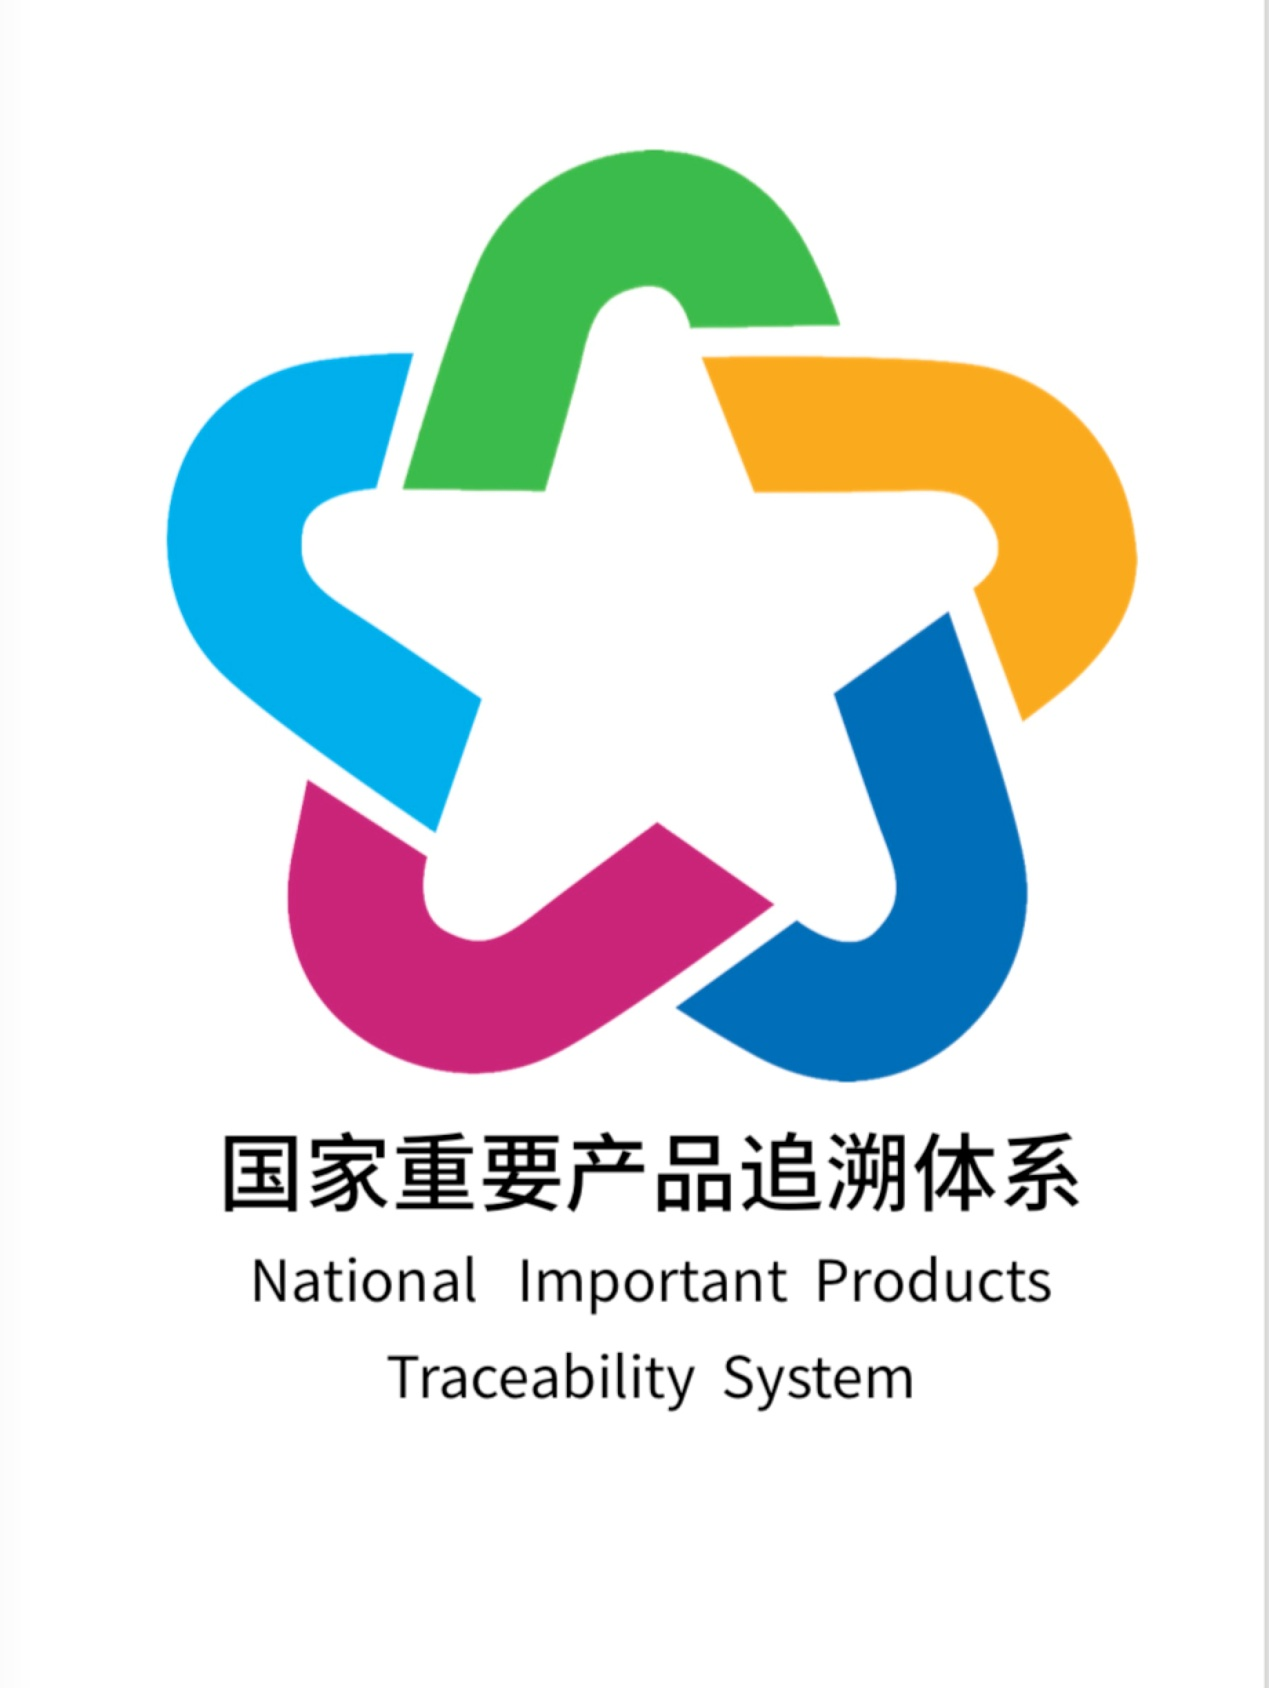 国家重要产品追溯体系
National Important Products
Traceability System